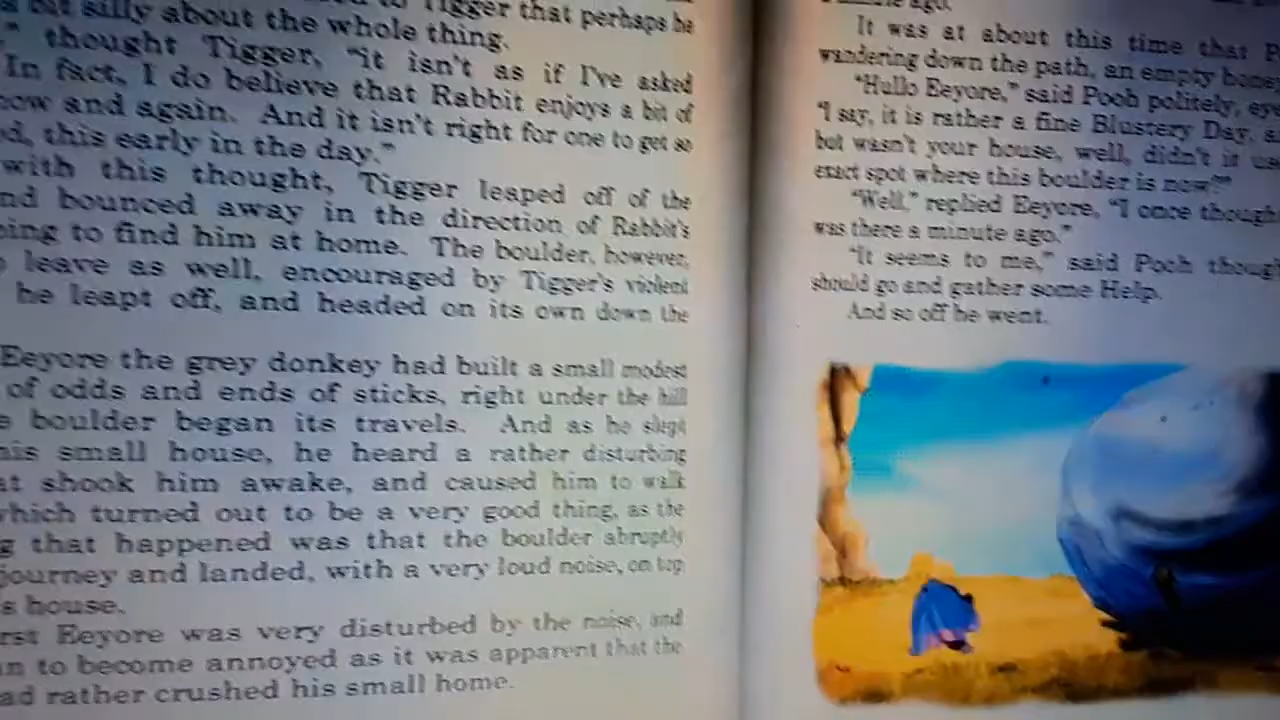 bit silly about the whole thing.
to Tigger that perhaps he
" thought Tigger, "it isn't as if I've asked
In fact, I do believe that Rabbit enjoys a bit of
now and again. And it isn't right for one to get so
this early in the day."
with this thought, Tigger leaped off of the
and bounced away in the direction of Rabbit's
to find him at home. The boulder, however,
leave as well, encouraged by Tigger's violent
he leapt off, and headed on its own down the
Eeyore the grey donkey had built a small modest
of odds and ends of sticks, right under the hill
boulder began its travels. And as he slept
his small house, he heard a rather disturbing
shook him awake, and caused him to walk
which turned out to be a very good thing, as the
that happened was that the boulder abruptly
journey and landed, with a very loud noise, on top
house.
Eeyore was very disturbed by the noise, and
to become annoyed as it was apparent that the
rather crushed his small home.
ago.
It was at about this time that
wandering down the path, an empty
"Hullo Eeyore," said Pooh politely,
"I say, it is rather a fine Blustery Day,
but wasn't your house, well, didn't it
exact spot where this boulder is now?"
"Well," replied Eeyore, "I once
was there a minute ago."
"It seems to me," said Pooh
should go and gather some Help.
And so off he went.